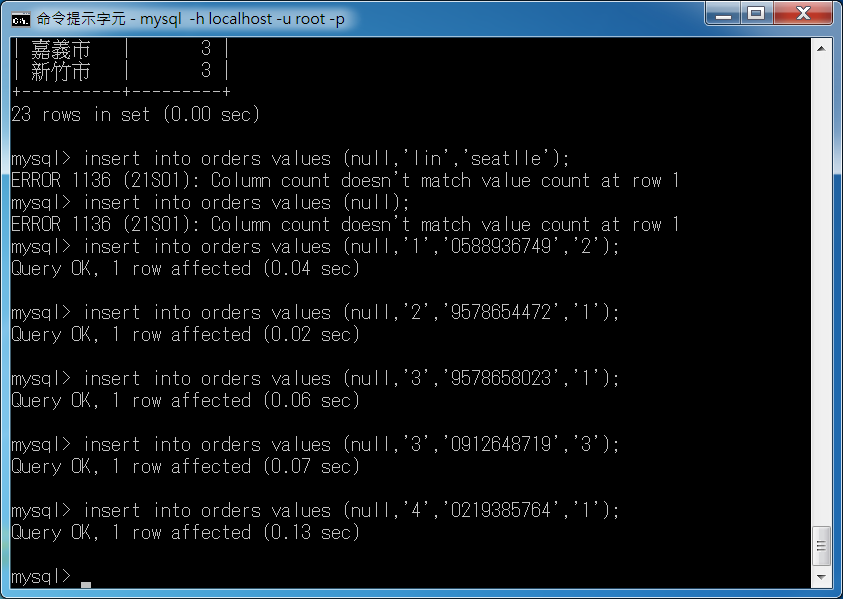 命令提示字元 - mysql -h localhost -u root -p
| 嘉義市 | 3 |
| 新竹市 | 3 |
+----------+---------+
23 rows in set (0.00 sec)
mysql> insert into orders values (null,'lin','seatlle');
ERROR 1136 (21S01): Column count doesn't match value count at row 1
mysql> insert into orders values (null);
ERROR 1136 (21S01): Column count doesn't match value count at row 1
mysql> insert into orders values (null,'1','0588936749','2');
Query OK, 1 row affected (0.04 sec)
mysql> insert into orders values (null,'2','9578654472','1');
Query OK, 1 row affected (0.02 sec)
mysql> insert into orders values (null,'3','9578658023','1');
Query OK, 1 row affected (0.06 sec)
mysql> insert into orders values (null,'3','0912648719','3');
Query OK, 1 row affected (0.07 sec)
mysql> insert into orders values (null,'4','0219385764','1');
Query OK, 1 row affected (0.13 sec)
mysql> _